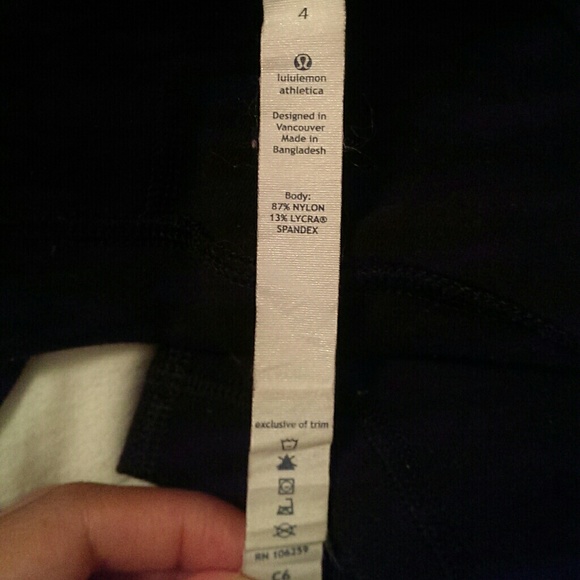 4
lululemon
athletica
Designed in
Vancouver
Made in
Bangladesh
Body:
87% NYLON
13% LYCRA®
SPANDEX
exclusive of trim
RN 106259
C6